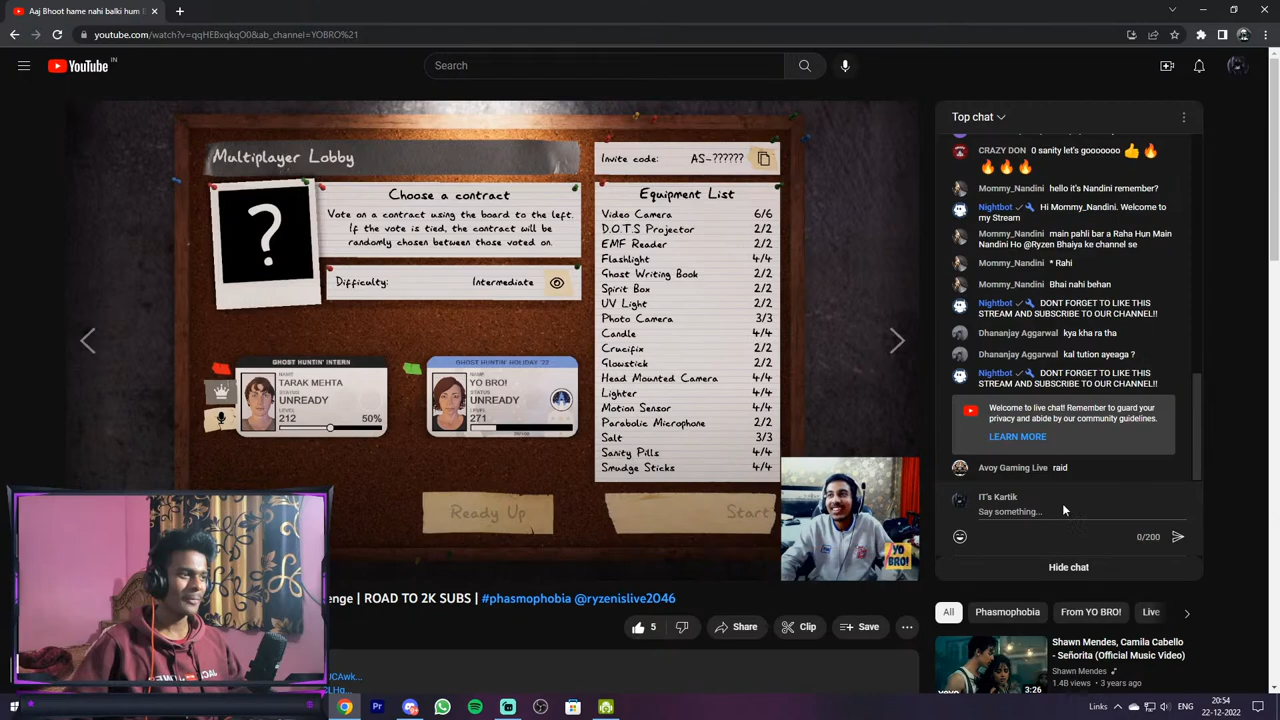 Aaj Bhoot hame nahi balki hum
youtube.com/watch?v=qqHEBxqkqO0&ab_channel=YOBRO%21
YouTube IN
Search
Multiplayer Lobby
Invite code: AS-??????
?
Choose a contract
Vote on a contract using the board to the left.
If the vote is tied, the contract will be
randomly chosen between those voted on.
Difficulty: Intermediate
Equipment List
Video Camera 6/6
D.O.T.S Projector 2/2
EMF Reader 2/2
Flashlight 4/4
Ghost Writing Book 2/2
Spirit Box 2/2
UV Light 2/2
Photo Camera 3/3
Candle 4/4
Crucifix 2/2
Glowstick 2/2
Head Mounted Camera 4/4
Lighter 4/4
Motion Sensor 4/4
Parabolic Microphone 2/2
Salt 3/3
Sanity Pills 4/4
Smudge Sticks 4/4
GHOST HUNTIN' INTERN
NAME
TARAK MEHTA
STATUS
UNREADY
LEVEL
212 50%
GHOST HUNTIN' HOLIDAY '22
NAME
YO BRO!
STATUS
UNREADY
LEVEL
271
Ready Up
Start
YO
BRO!
enge | ROAD TO 2K SUBS | #phasmophobia @ryzenislive2046
5 Share Clip Save
Top chat
CRAZY DON 0 sanity let's gooooooo
Mommy_Nandini hello it's Nandini remember?
Nightbot Hi Mommy_Nandini. Welcome to
my Stream
Mommy_Nandini main pahli bar a Raha Hun Main
Nandini Ho @Ryzen Bhaiya ke channel se
Mommy_Nandini * Rahi
Mommy_Nandini Bhai nahi behan
Nightbot DONT FORGET TO LIKE THIS
STREAM AND SUBSCRIBE TO OUR CHANNEL!!
Dhananjay Aggarwal kya kha ra tha
Dhananjay Aggarwal kal tution ayeaga ?
Nightbot DONT FORGET TO LIKE THIS
STREAM AND SUBSCRIBE TO OUR CHANNEL!!
Welcome to live chat! Remember to guard your
privacy and abide by our community guidelines.
LEARN MORE
Avoy Gaming Live raid
IT's Kartik
Say something...
0/200
Hide chat
All Phasmophobia From YO BRO! Live
Shawn Mendes, Camila Cabello
- Señorita (Official Music Video)
Shawn Mendes
1.4B views • 3 years ago
3:26
Links ENG 20:54
22-12-2022